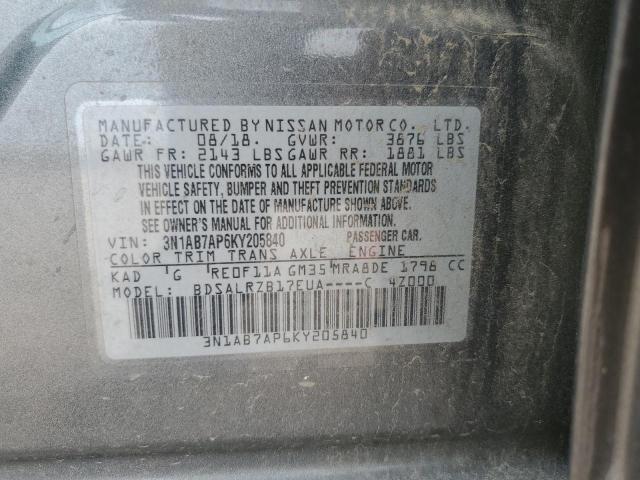 MANUFACTURED BY NISSAN MOTOR CO., LTD.
DATE: 08/18. GVWR: 3676 LBS
GAWR FR: 2143 LBS GAWR RR: 1881 LBS
THIS VEHICLE CONFORMS TO ALL APPLICABLE FEDERAL MOTOR
VEHICLE SAFETY, BUMPER AND THEFT PREVENTION STANDARDS
IN EFFECT ON THE DATE OF MANUFACTURE SHOWN ABOVE.
SEE OWNER'S MANUAL FOR ADDITIONAL INFORMATION.
VIN: 3N1AB7AP6KY205840 PASSENGER CAR.
COLOR TRIM TRANS AXLE ENGINE
KAD G RE0F11A GM35 MRA8DE 1796 CC
MODEL: BDSALRZB17EUA----C 4Z000
3N1AB7AP6KY205840